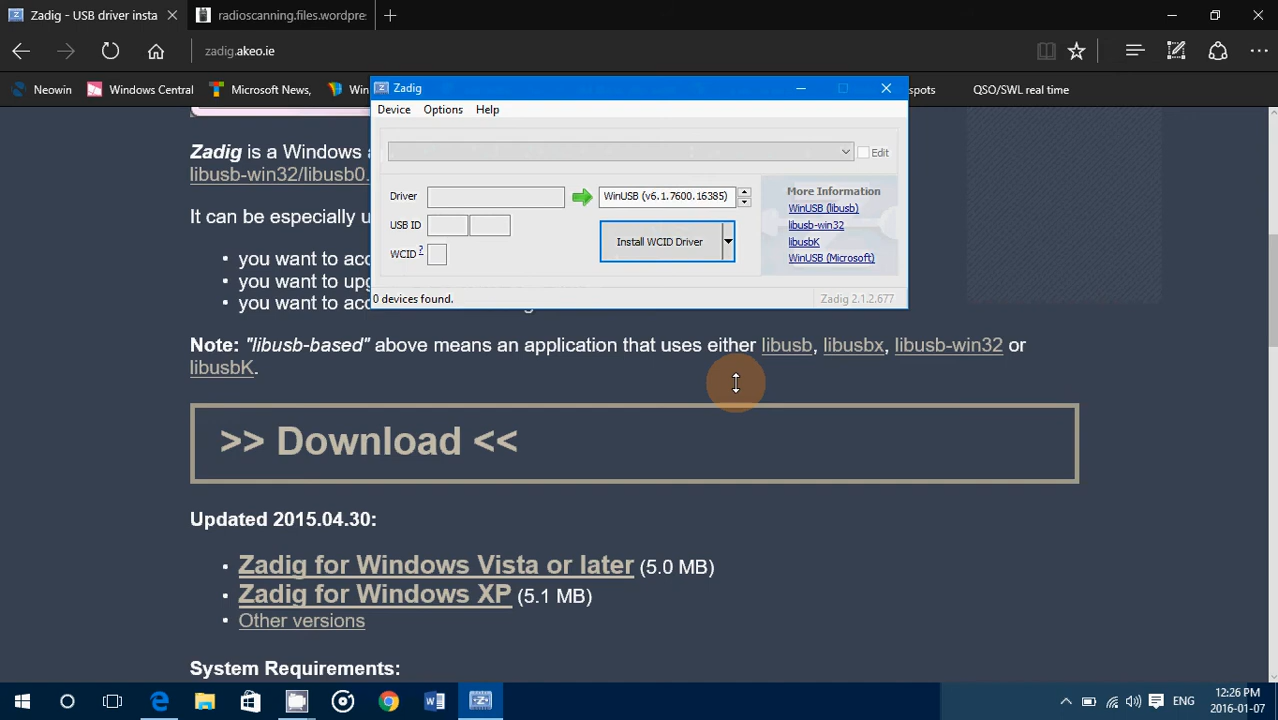 Zadig - USB driver insta
radioscanning.files.wordpre
zadig.akeo.ie
Neowin
Windows Central
Microsoft News,
Win
spots
QSO/SWL real time
Zadig
Device Options Help
Edit
Driver
WinUSB (v6.1.7600.16385)
USB ID
WCID ?
Install WCID Driver
More Information
WinUSB (libusb)
libusb-win32
libusbK
WinUSB (Microsoft)
0 devices found.
Zadig 2.1.2.677
Zadig is a Windows a
libusb-win32/libusb0.
It can be especially u
• you want to acc
• you want to upg
• you want to acc
Note: "libusb-based" above means an application that uses either libusb, libusbx, libusb-win32 or
libusbK.
>> Download <<
Updated 2015.04.30:
• Zadig for Windows Vista or later (5.0 MB)
• Zadig for Windows XP (5.1 MB)
• Other versions
System Requirements:
ENG
12:26 PM
2016-01-07